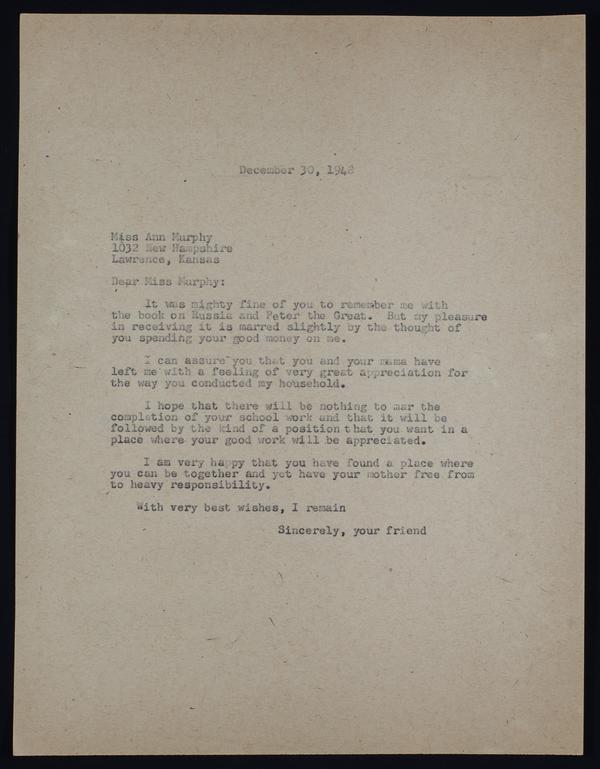 December 30, 1948
Miss Ann Murphy
1032 New Hampshire
Lawrence, Kansas
Dear Miss Murphy:
It was mighty fine of you to remember me with
the book on Russia and Peter the Great. But my pleasure
in receiving it is marred slightly by the thought of
you spending your good money on me.
I can assure you that you and your mama have
left me with a feeling of very great appreciation for
the way you conducted my household.
I hope that there will be nothing to mar the
completion of your school work and that it will be
followed by the kind of a position that you want in a
place where your good work will be appreciated.
I am very happy that you have found a place where
you can be together and yet have your mother free from
to heavy responsibility.
With very best wishes, I remain
Sincerely, your friend